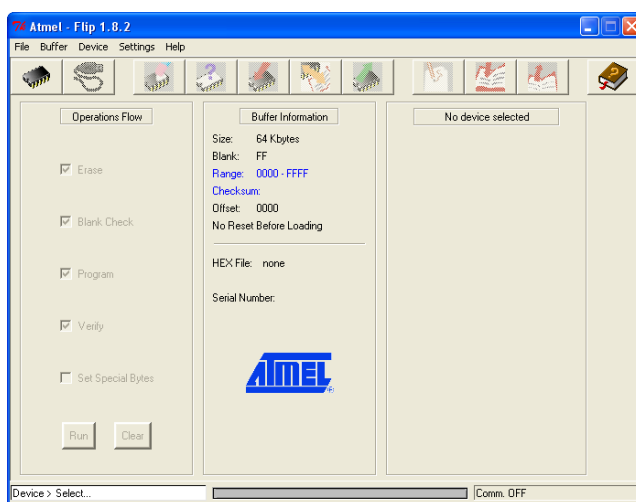 Atmel - Flip 1.8.2
File Buffer Device Settings Help
Operations Flow
Erase
Blank Check
Program
Verify
Set Special Bytes
Run Clear
Buffer Information
Size: 64 Kbytes
Blank: FF
Range: 0000 - FFFF
Checksum:
Offset: 0000
No Reset Before Loading
HEX File: none
Serial Number:
ATMEL®
No device selected
Device > Select...
Comm. OFF